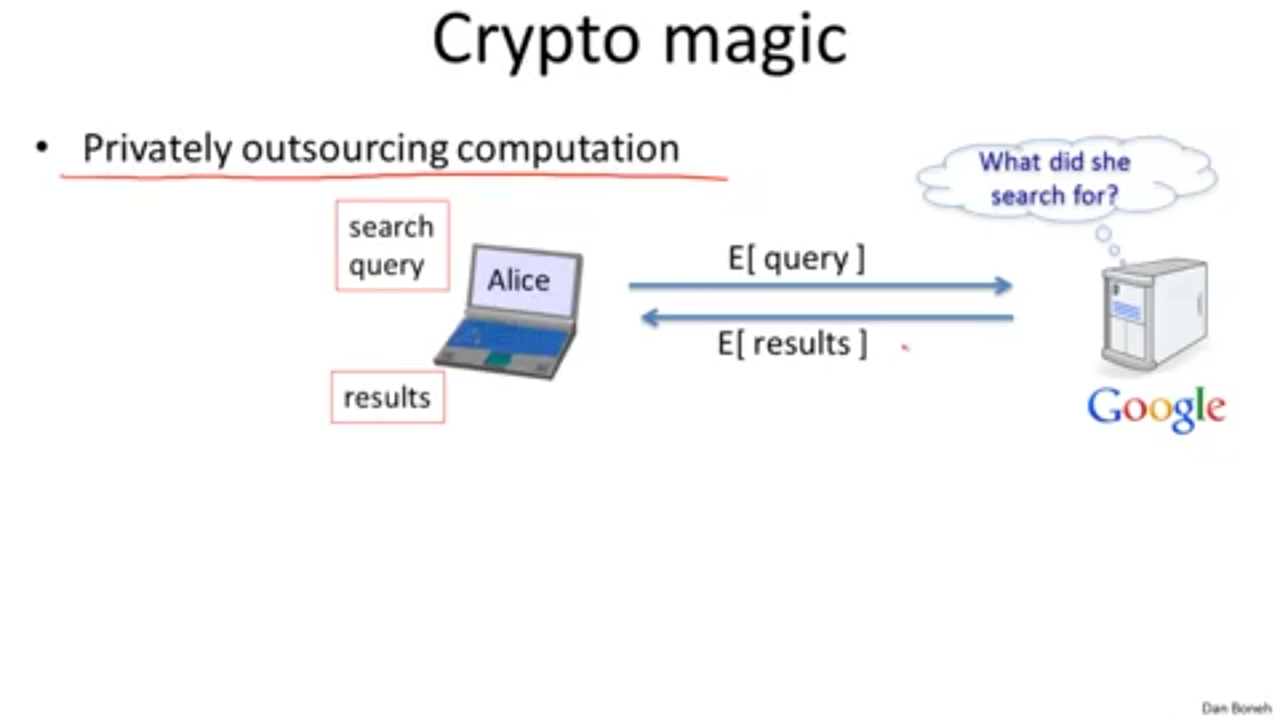 Crypto magic
• Privately outsourcing computation
What did she
search for?
search
query
Alice
E[ query ]
E[ results ]
results
Google
Dan Boneh